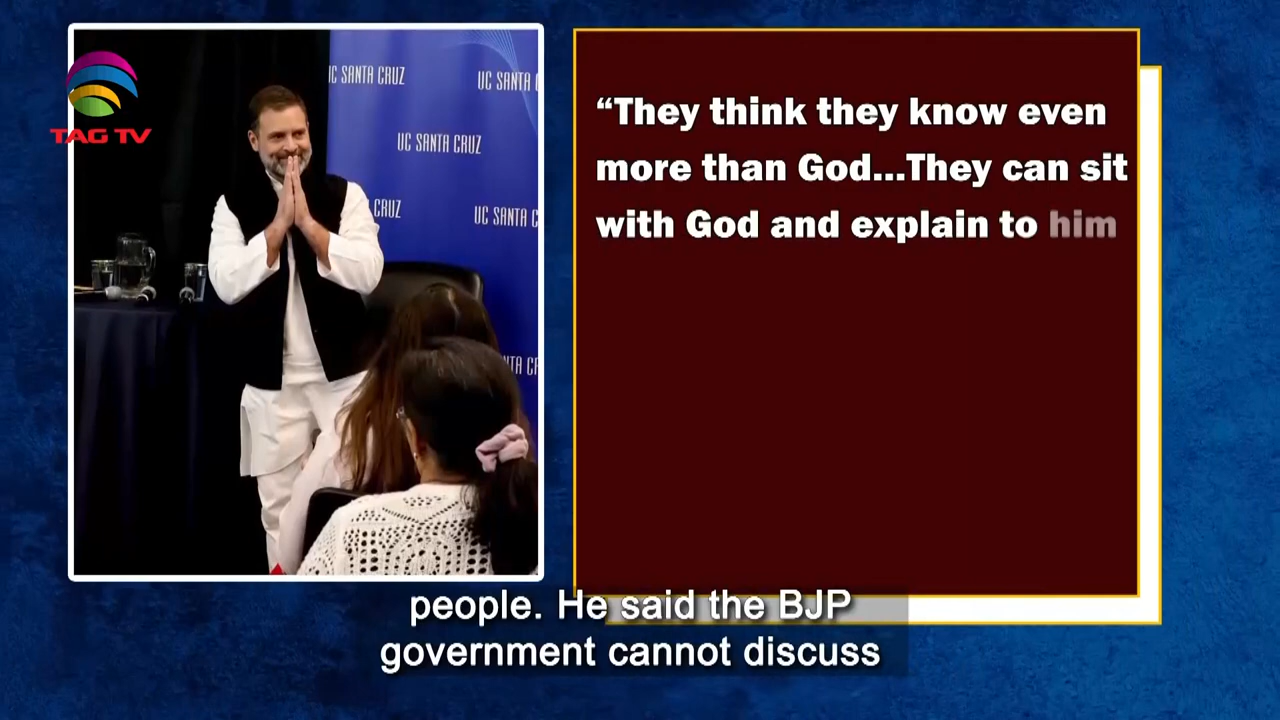 TAG TV
UC SANTA CRUZ
UC SANTA
UC SANTA CRUZ
CRUZ
UC SANTA C
NTA CR
“They think they know even
more than God...They can sit
with God and explain to him
people. He said the BJP
government cannot discuss